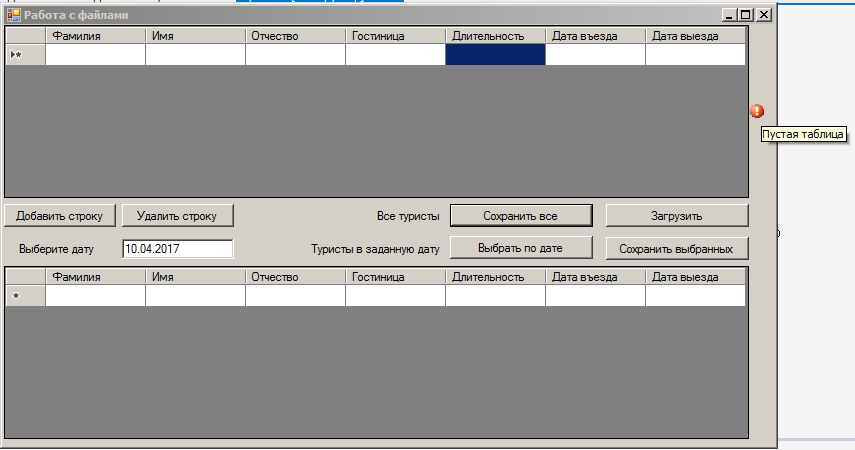 Работа с файлами
Фамилия Имя Отчество Гостиница Длительность Дата въезда Дата выезда
Пустая таблица
Добавить строку Удалить строку Все туристы Сохранить все Загрузить
Выберите дату 10.04.2017 Туристы в заданную дату Выбрать по дате Сохранить выбранных
Фамилия Имя Отчество Гостиница Длительность Дата въезда Дата выезда